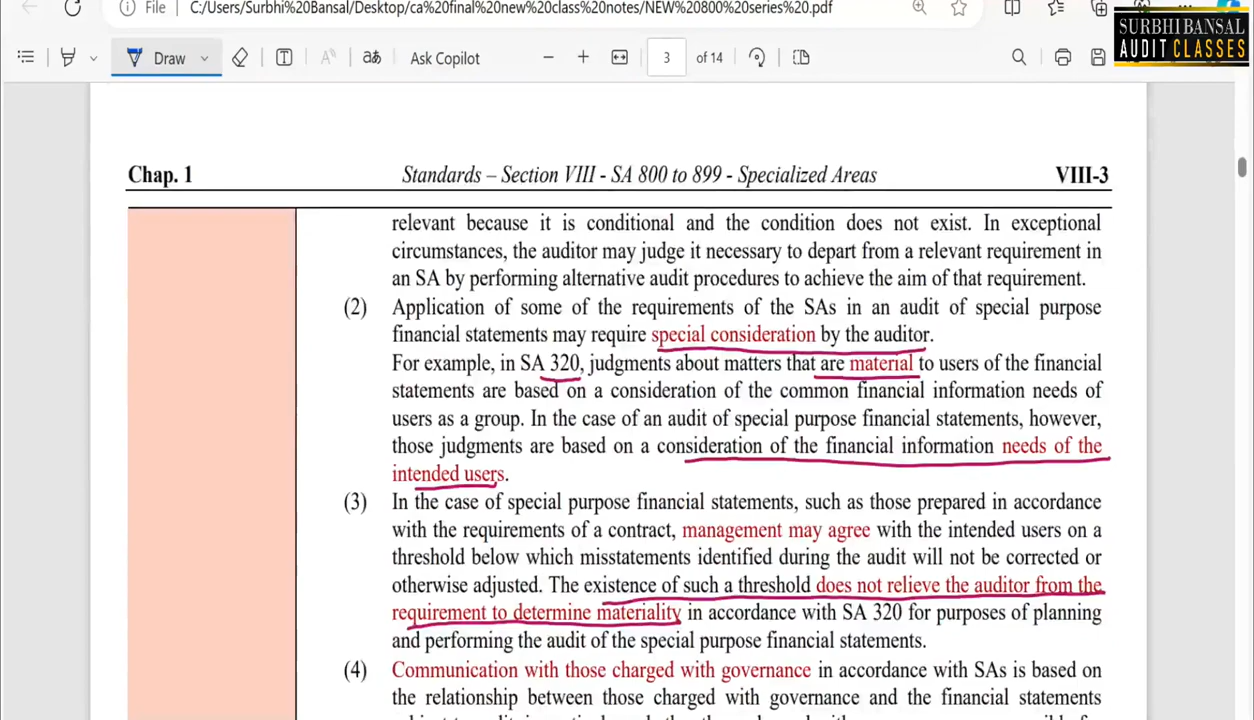 File
C:/Users/Surbhi%20Bansal/Desktop/ca%20final%20new%20class%20notes/NEW%20800%20series%20.pdf
SURBHI BANSAL
AUDIT CLASSES
Draw
aあ
Ask Copilot
3
of 14
Chap. 1
Standards – Section VIII - SA 800 to 899 - Specialized Areas
VIII-3
relevant because it is conditional and the condition does not exist. In exceptional
circumstances, the auditor may judge it necessary to depart from a relevant requirement in
an SA by performing alternative audit procedures to achieve the aim of that requirement.
(2) Application of some of the requirements of the SAs in an audit of special purpose
financial statements may require special consideration by the auditor.
For example, in SA 320, judgments about matters that are material to users of the financial
statements are based on a consideration of the common financial information needs of
users as a group. In the case of an audit of special purpose financial statements, however,
those judgments are based on a consideration of the financial information needs of the
intended users.
(3) In the case of special purpose financial statements, such as those prepared in accordance
with the requirements of a contract, management may agree with the intended users on a
threshold below which misstatements identified during the audit will not be corrected or
otherwise adjusted. The existence of such a threshold does not relieve the auditor from the
requirement to determine materiality in accordance with SA 320 for purposes of planning
and performing the audit of the special purpose financial statements.
(4) Communication with those charged with governance in accordance with SAs is based on
the relationship between those charged with governance and the financial statements